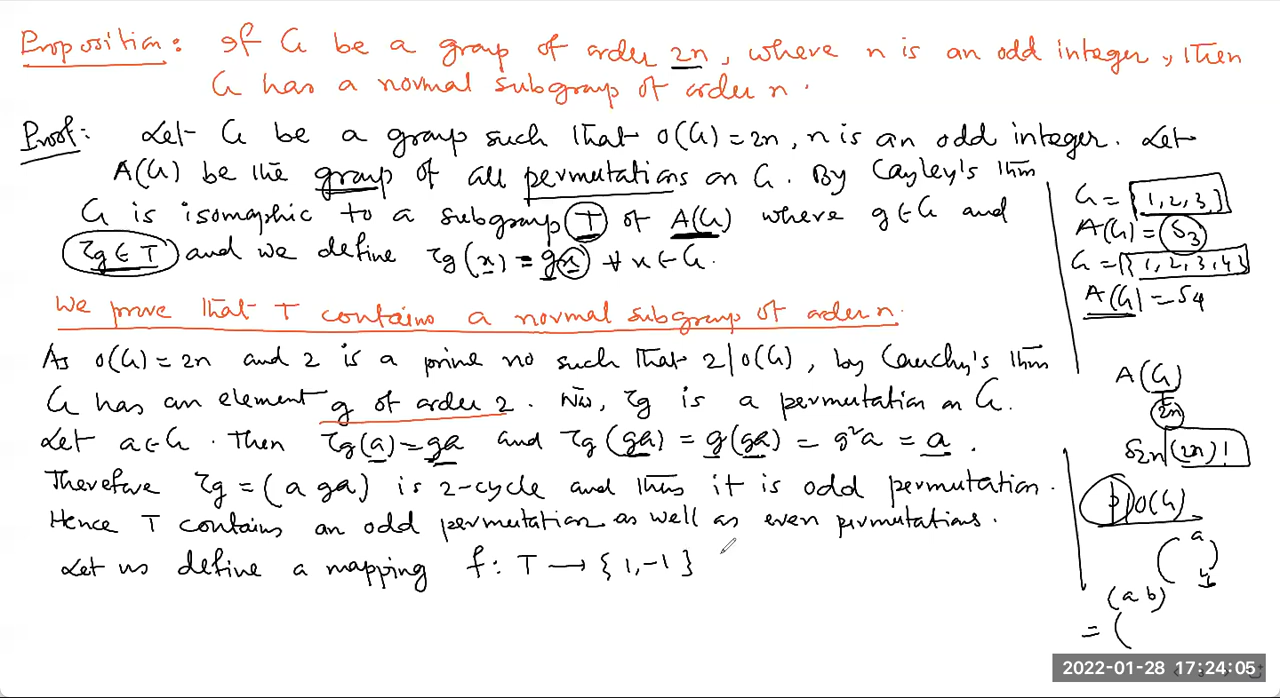 Proposition: If G be a group of order 2n, where n is an odd integer, then
G has a normal subgroup of order n.
Proof: Let G be a group such that o(G) = 2n, n is an odd integer. Let
A(G) be the group of all permutations on G. By Cayley's thm
G is isomorphic to a subgroup T of A(G) where g ∈ G and
τg ∈ T and we define τg(x) = gx ∀ x ∈ G.
We prove that T contains a normal subgroup of order n.
As o(G) = 2n and 2 is a prime no such that 2 | o(G), by Cauchy's thm
G has an element g of order 2. Now, τg is a permutation on G.
Let a ∈ G. Then τg(a) = ga and τg(ga) = g(ga) = g²a = a.
Therefore τg = (a ga) is 2-cycle and thus it is odd permutation.
Hence T contains an odd permutation as well as even permutations.
Let us define a mapping f: T → {1, -1}
G = {1, 2, 3}
A(G) = S3
G = {1, 2, 3, 4}
A(G) = S4
A(G)
2n
S2n (2n)!
p | o(G)
( a
)
(a b)
= (
2022-01-28 17:24:05